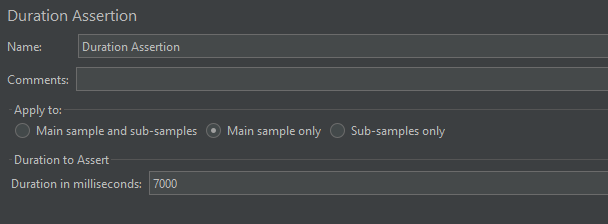 Duration Assertion
Name: Duration Assertion
Comments:
Apply to:
Main sample and sub-samples Main sample only Sub-samples only
Duration to Assert
Duration in milliseconds: 7000